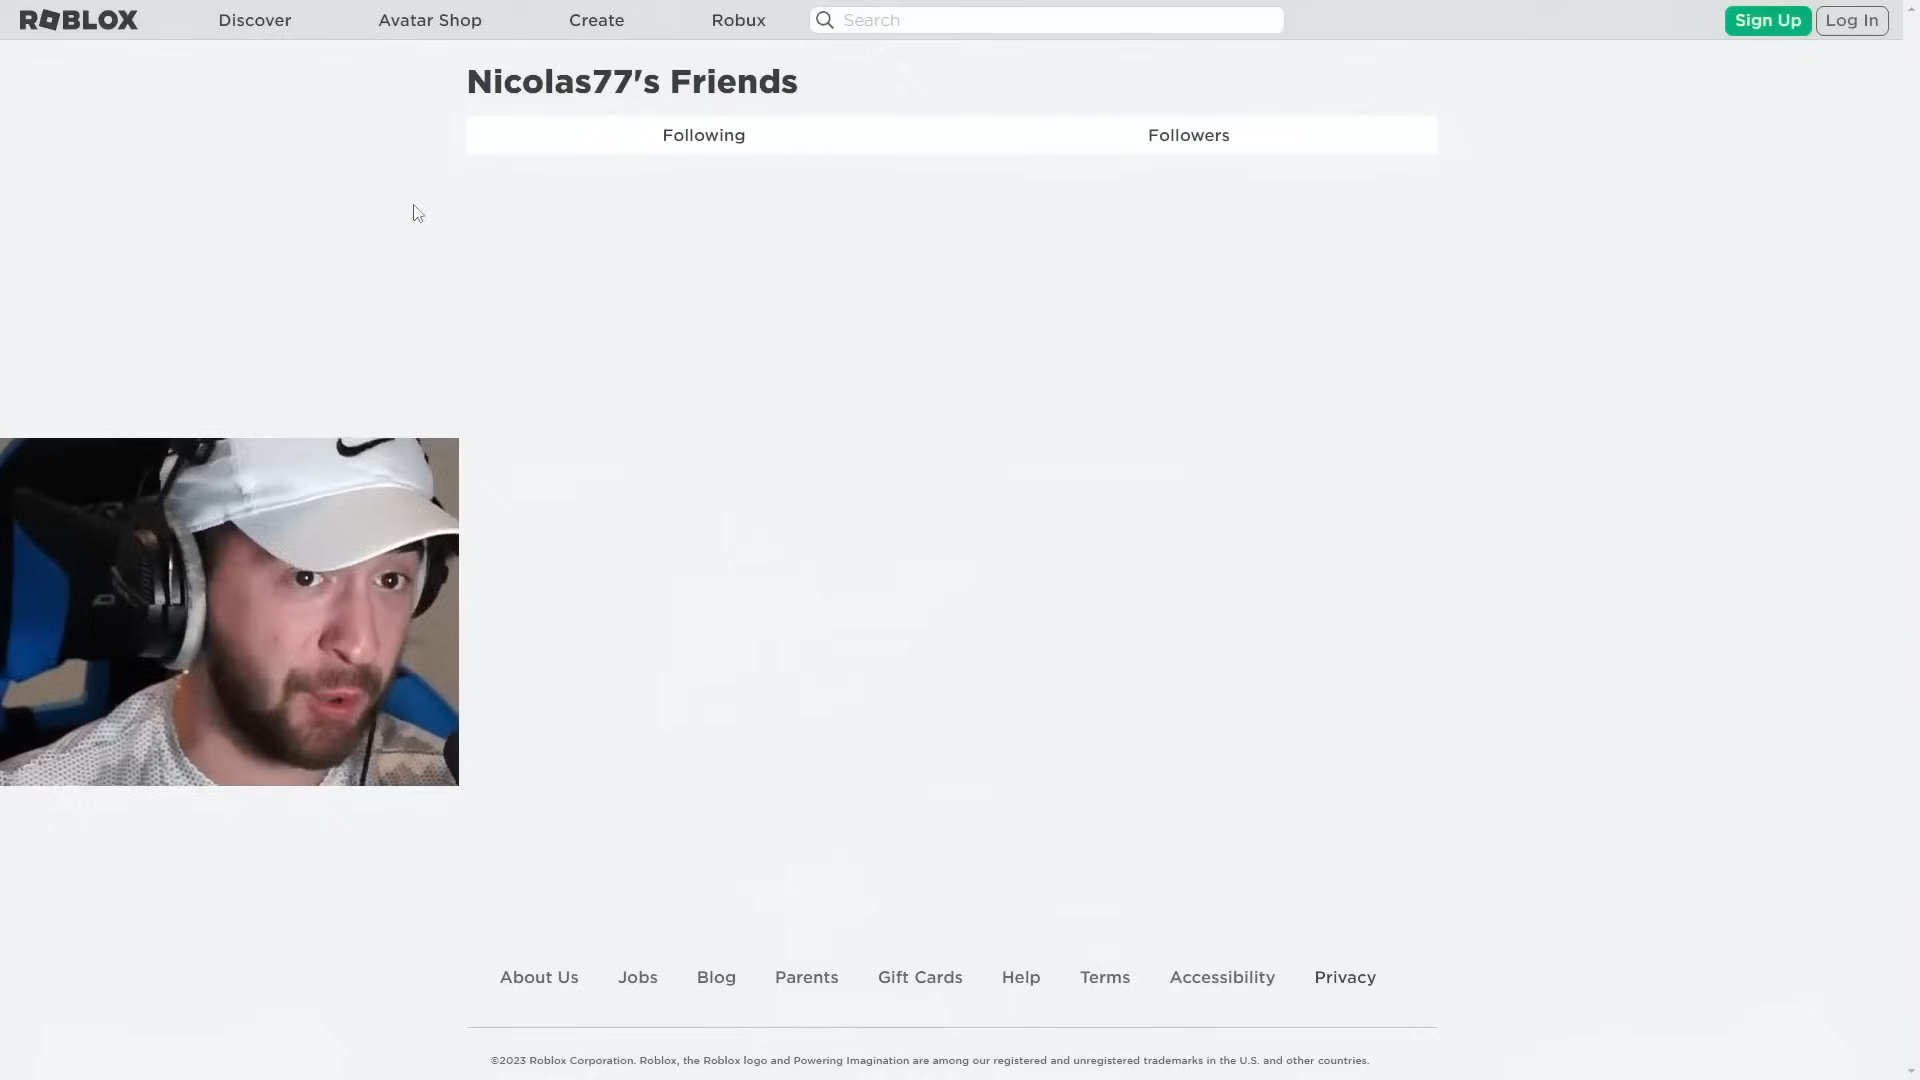 ROBLOX Discover Avatar Shop Create Robux Search Sign Up Log In
Nicolas77's Friends
Following Followers
About Us Jobs Blog Parents Gift Cards Help Terms Accessibility Privacy
©2023 Roblox Corporation. Roblox, the Roblox logo and Powering Imagination are among our registered and unregistered trademarks in the U.S. and other countries.